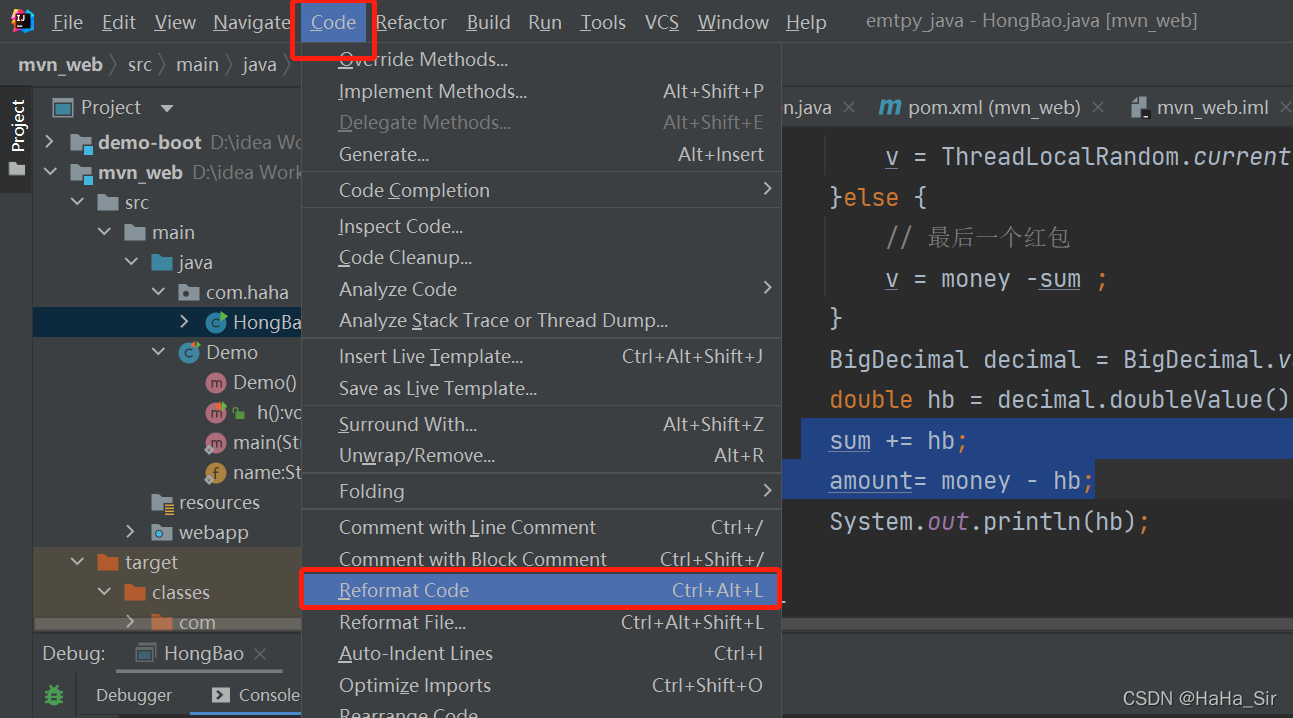 File Edit View Navigate Code Refactor Build Run Tools VCS Window Help emtpy_java - HongBao.java [mvn_web]
mvn_web src main java
Project
Project
demo-boot D:\idea Wo
mvn_web D:\idea Work
src
main
java
com.haha
HongBa
Demo
Demo()
h():vo
main(Str
name:St
resources
webapp
target
classes
com
Override Methods...
Implement Methods... Alt+Shift+P
Delegate Methods... Alt+Shift+E
Generate... Alt+Insert
Code Completion
Inspect Code...
Code Cleanup...
Analyze Code
Analyze Stack Trace or Thread Dump...
Insert Live Template... Ctrl+Alt+Shift+J
Save as Live Template...
Surround With... Alt+Shift+Z
Unwrap/Remove... Alt+R
Folding
Comment with Line Comment Ctrl+/
Comment with Block Comment Ctrl+Shift+/
Reformat Code Ctrl+Alt+L
Reformat File... Ctrl+Alt+Shift+L
Auto-Indent Lines Ctrl+I
Optimize Imports Ctrl+Shift+O
Rearrange Code
n.java pom.xml (mvn_web) mvn_web.iml
v = ThreadLocalRandom.current
}else {
// 最后一个红包
v = money -sum ;
}
BigDecimal decimal = BigDecimal.v
double hb = decimal.doubleValue()
sum += hb;
amount= money - hb;
System.out.println(hb);
Debug: HongBao
Debugger Console
CSDN @HaHa_Sir